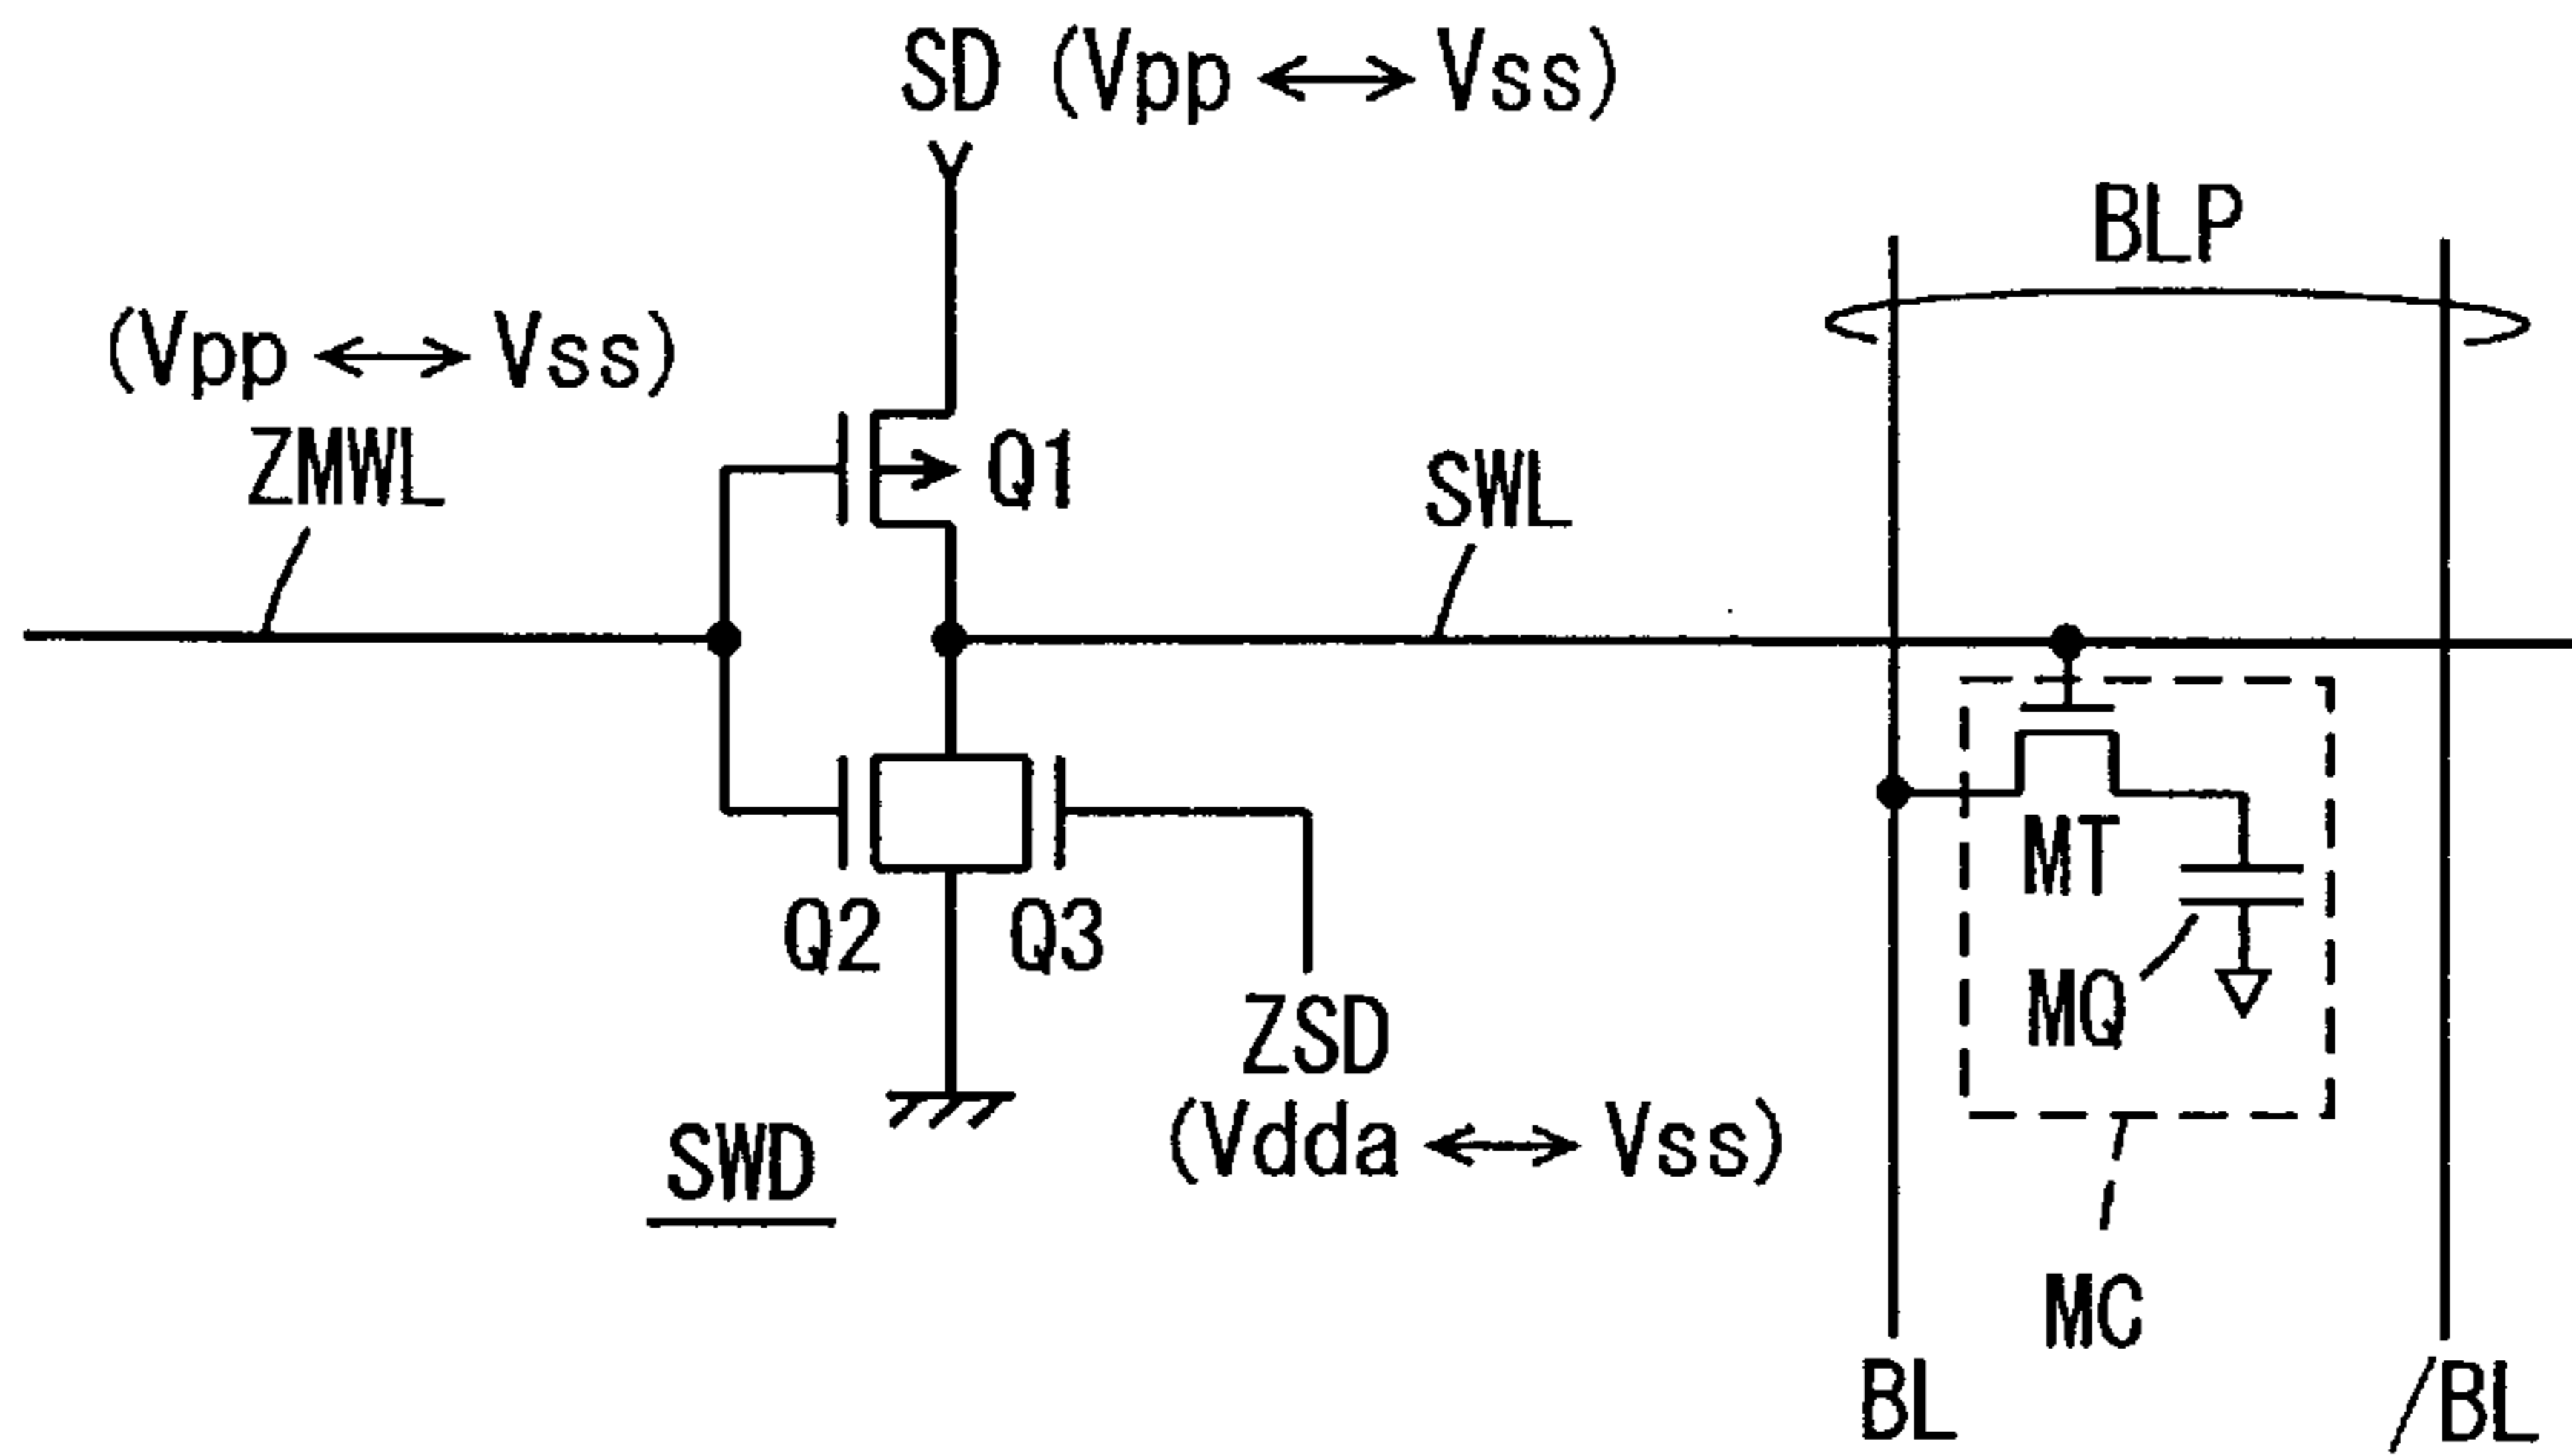 SD (Vpp ↔ Vss)
BLP
(Vpp ↔ Vss)
ZMWL
Q1
SWL
MT
Q2
Q3
MQ
ZSD
(Vdda ↔ Vss)
SWD
MC
BL
/BL